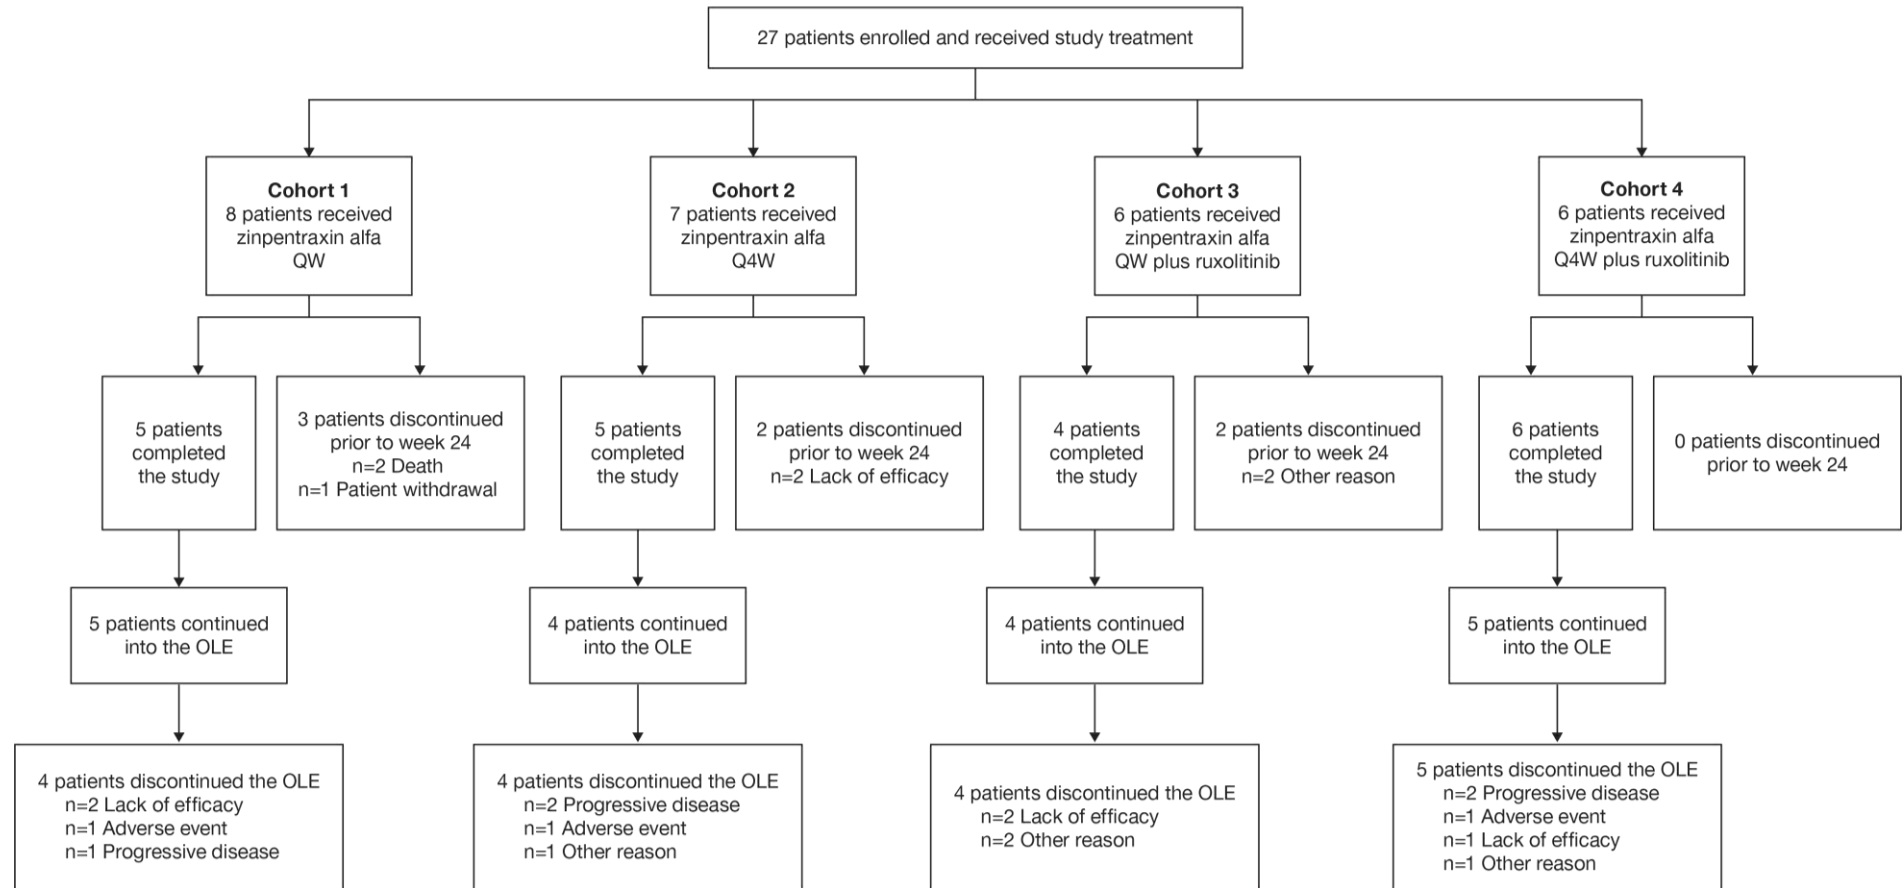 27 patients enrolled and received study treatment
Cohort 1
8 patients received
zinpentraxin alfa
QW
Cohort 2
7 patients received
zinpentraxin alfa
Q4W
Cohort 3
6 patients received
zinpentraxin alfa
QW plus ruxolitinib
Cohort 4
6 patients received
zinpentraxin alfa
Q4W plus ruxolitinib
5 patients
completed
the study
3 patients discontinued
prior to week 24
n=2 Death
n=1 Patient withdrawal
5 patients
completed
the study
2 patients discontinued
prior to week 24
n=2 Lack of efficacy
4 patients
completed
the study
2 patients discontinued
prior to week 24
n=2 Other reason
6 patients
completed
the study
0 patients discontinued
prior to week 24
5 patients continued
into the OLE
4 patients continued
into the OLE
4 patients continued
into the OLE
5 patients continued
into the OLE
4 patients discontinued the OLE
n=2 Lack of efficacy
n=1 Adverse event
n=1 Progressive disease
4 patients discontinued the OLE
n=2 Progressive disease
n=1 Adverse event
n=1 Other reason
4 patients discontinued the OLE
n=2 Lack of efficacy
n=2 Other reason
5 patients discontinued the OLE
n=2 Progressive disease
n=1 Adverse event
n=1 Lack of efficacy
n=1 Other reason